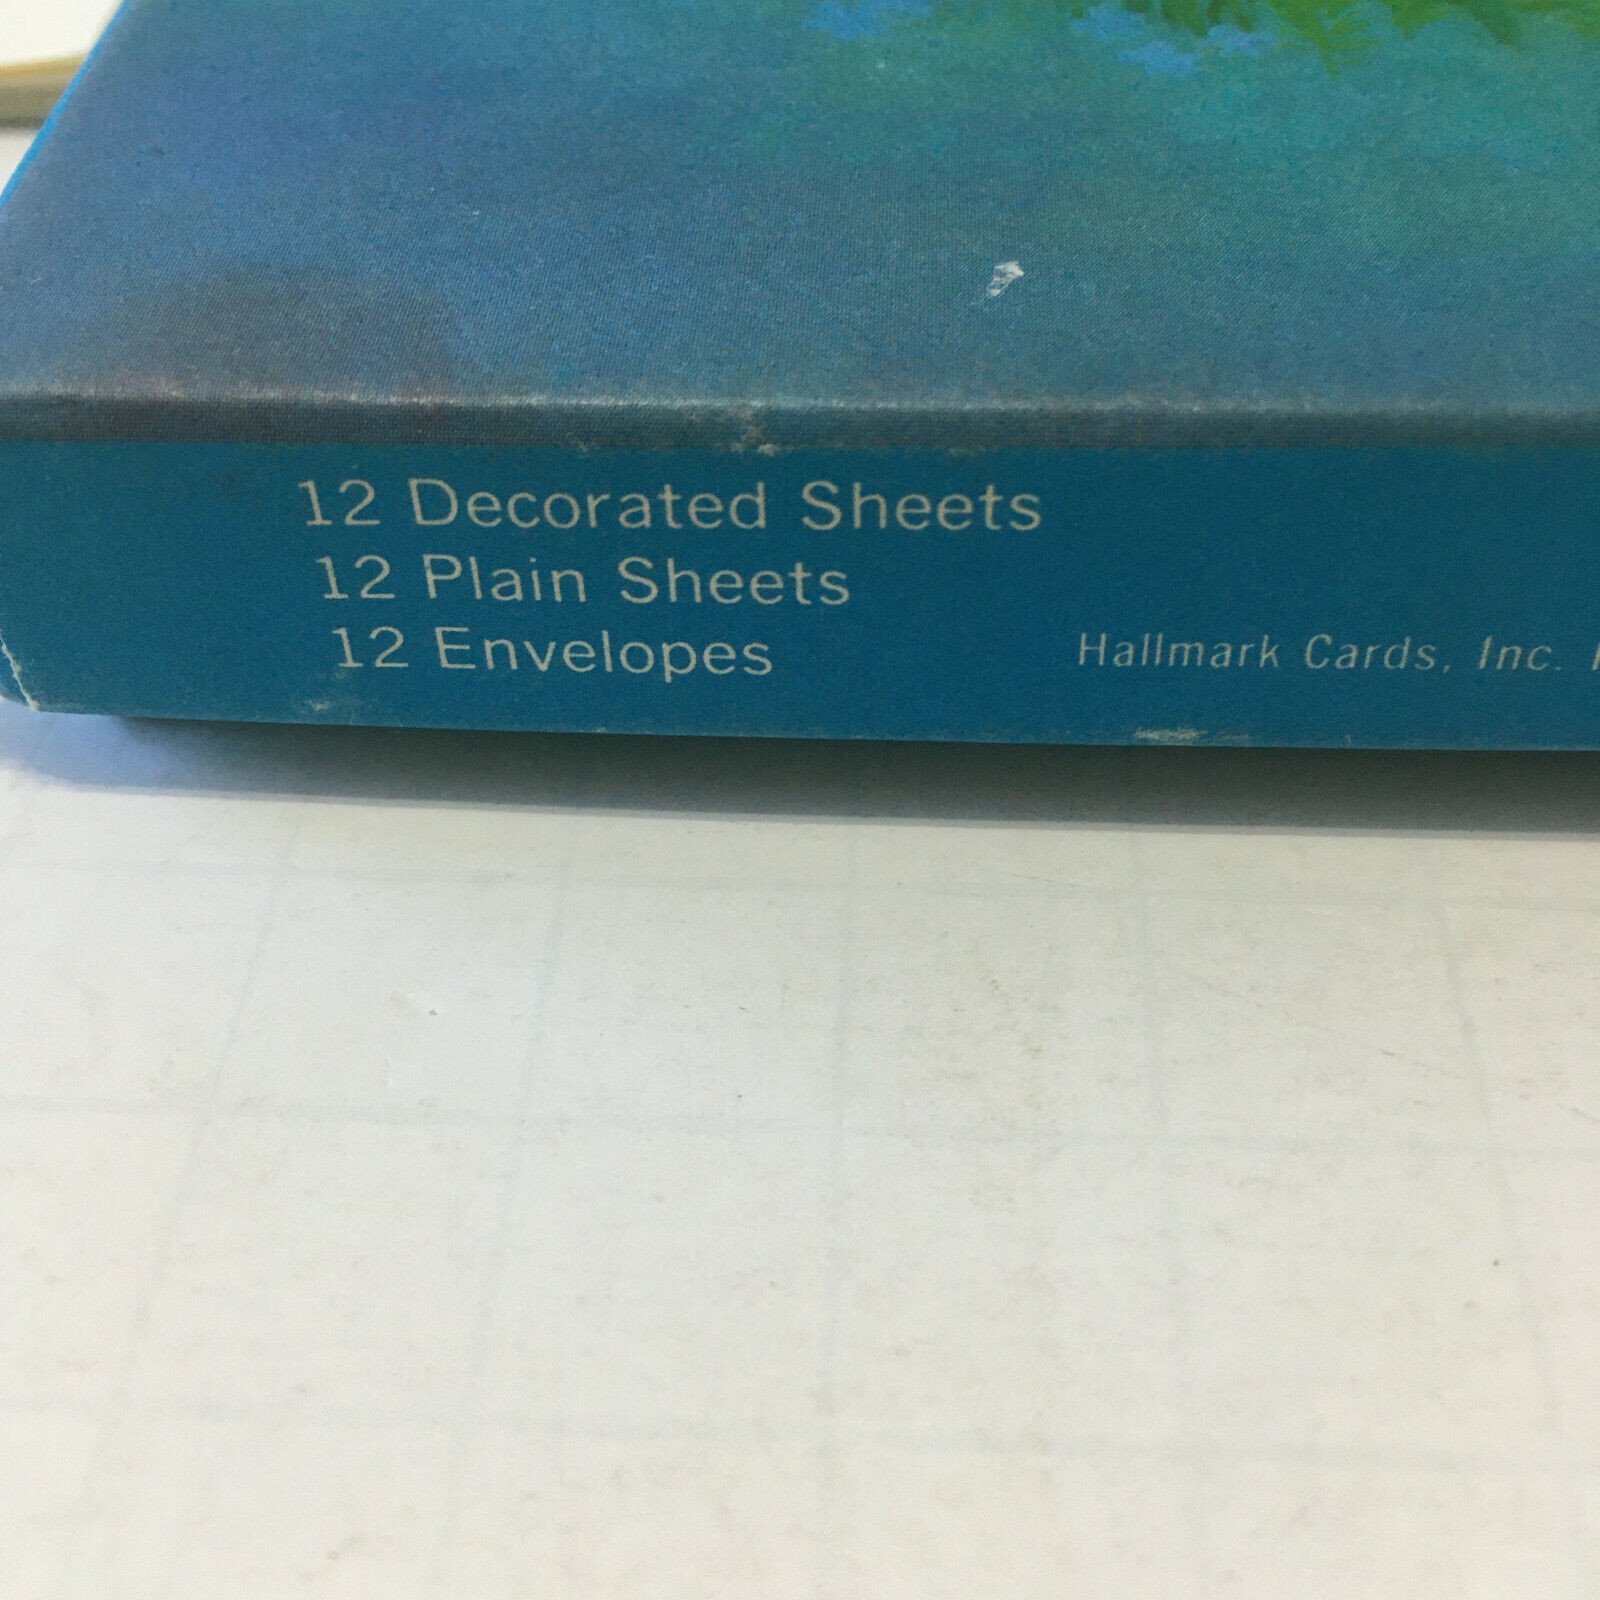 12 Decorated Sheets
12 Plain Sheets
12 Envelopes
Hallmark Cards, Inc.